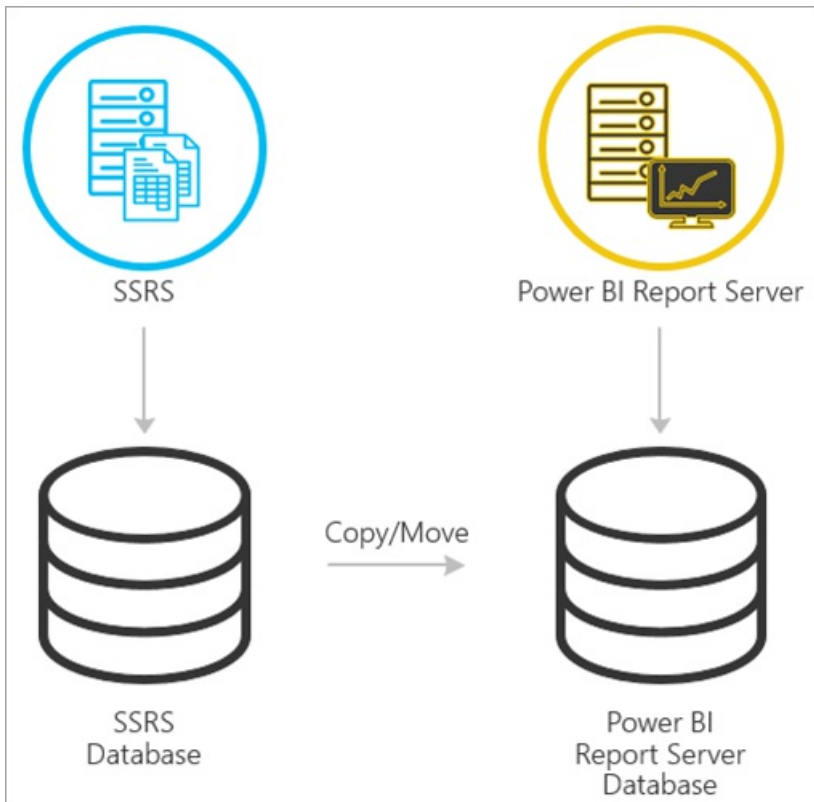 SSRS
Power BI Report Server
Copy/Move
SSRS
Database
Power BI
Report Server
Database